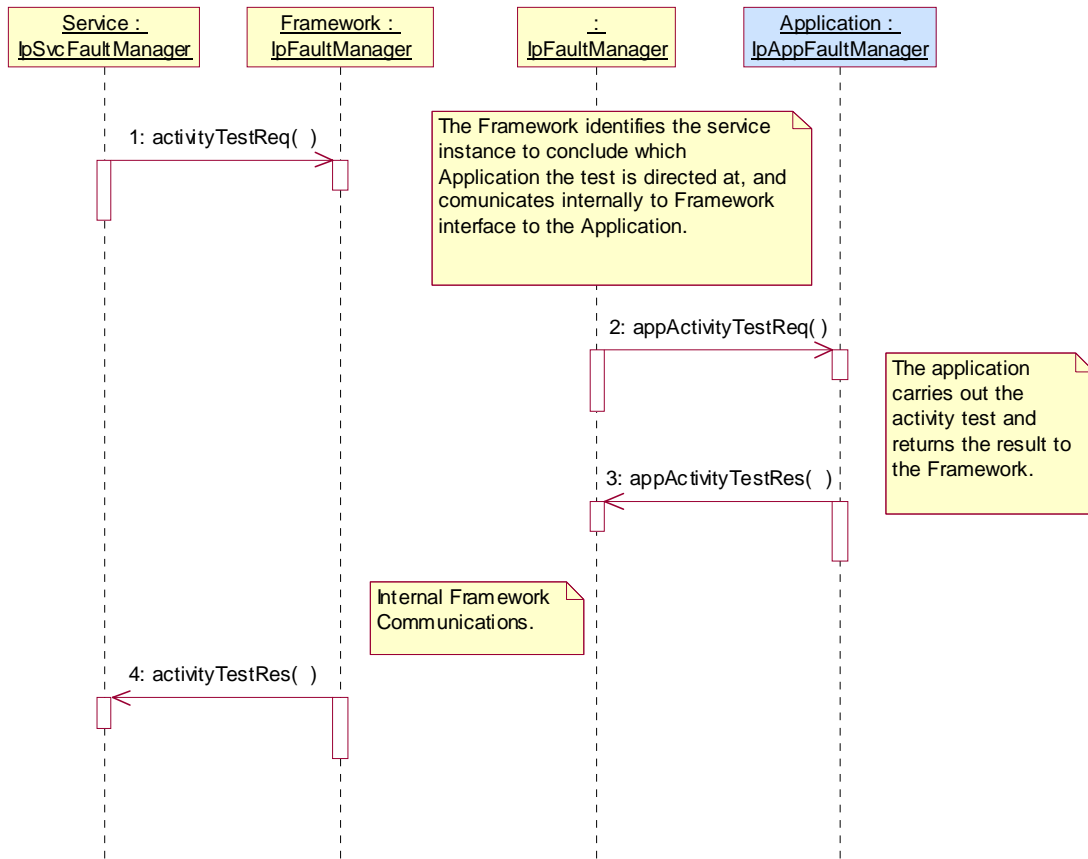 Service :
IpSvcFaultManager
Framework :
IpFaultManager
:
IpFaultManager
Application :
IpAppFaultManager
1: activityTestReq( )
The Framework identifies the service
instance to conclude which
Application the test is directed at, and
comunicates internally to Framework
interface to the Application.
2: appActivityTestReq( )
The application
carries out the
activity test and
returns the result to
the Framework.
3: appActivityTestRes( )
Internal Framework
Communications.
4: activityTestRes( )